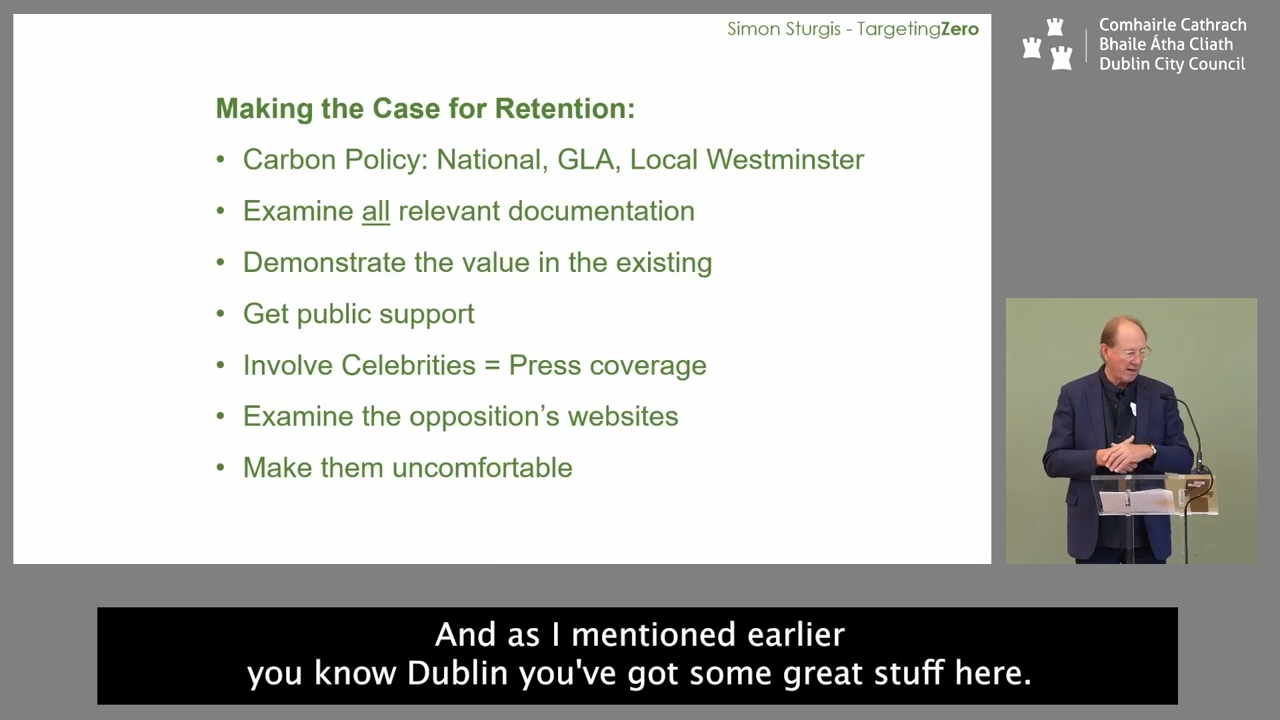 Simon Sturgis - TargetingZero
Comhairle Cathrach
Bhaile Átha Cliath
Dublin City Council
Making the Case for Retention:
• Carbon Policy: National, GLA, Local Westminster
• Examine all relevant documentation
• Demonstrate the value in the existing
• Get public support
• Involve Celebrities = Press coverage
• Examine the opposition’s websites
• Make them uncomfortable
And as I mentioned earlier
you know Dublin you've got some great stuff here.